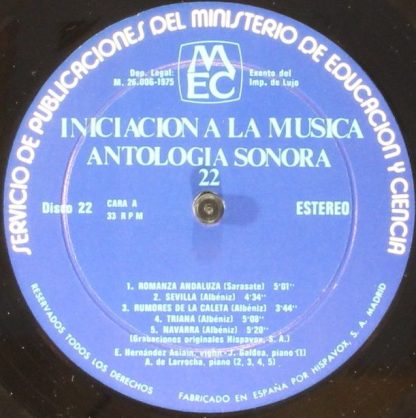 SERVICIO DE PUBLICACIONES DEL MINISTERIO DE EDUCACION Y CIENCIA
MEC
Dep. Legal: M. 26.006-1975
Exento del Imp. de Lujo
INICIACION A LA MUSICA
ANTOLOGIA SONORA
22
Disco 22
CARA A
33 RPM
ESTEREO
1. ROMANZA ANDALUZA (Sarasate) 5'01"
2. SEVILLA (Albéniz) 4'34"
3. RUMORES DE LA CALETA (Albéniz) 3'44"
4. TRIANA (Albéniz) 5'08"
5. NAVARRA (Albéniz) 5'20"
(Grabaciones originales Hispavox, S. A.)
E. Hernández Asiain, violín - J. Baldea, piano (1)
A. de Larrocha, piano (2, 3, 4, 5)
RESERVADOS TODOS LOS DERECHOS
FABRICADO EN ESPAÑA POR HISPAVOX, S. A. MADRID